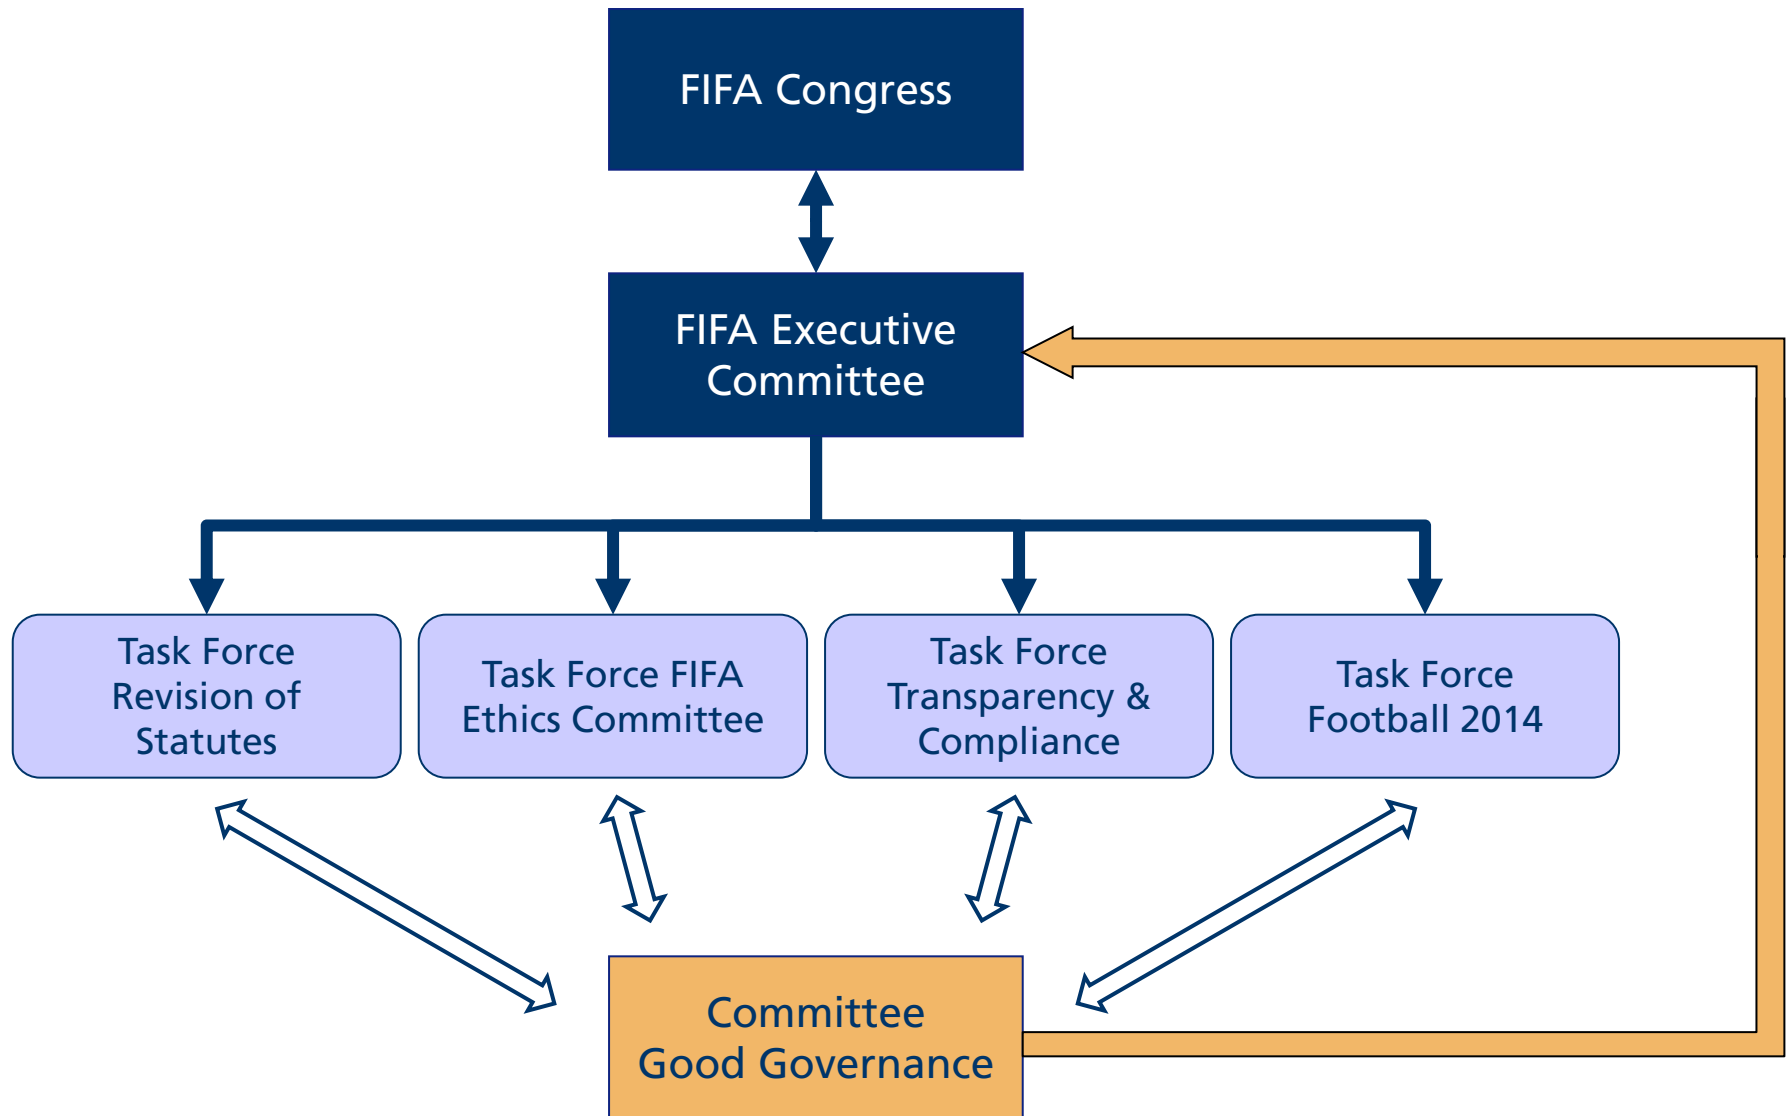 FIFA Congress
FIFA Executive
Committee
Task Force
Revision of
Statutes
Task Force FIFA
Ethics Committee
Task Force
Transparency &
Compliance
Task Force
Football 2014
Committee
Good Governance